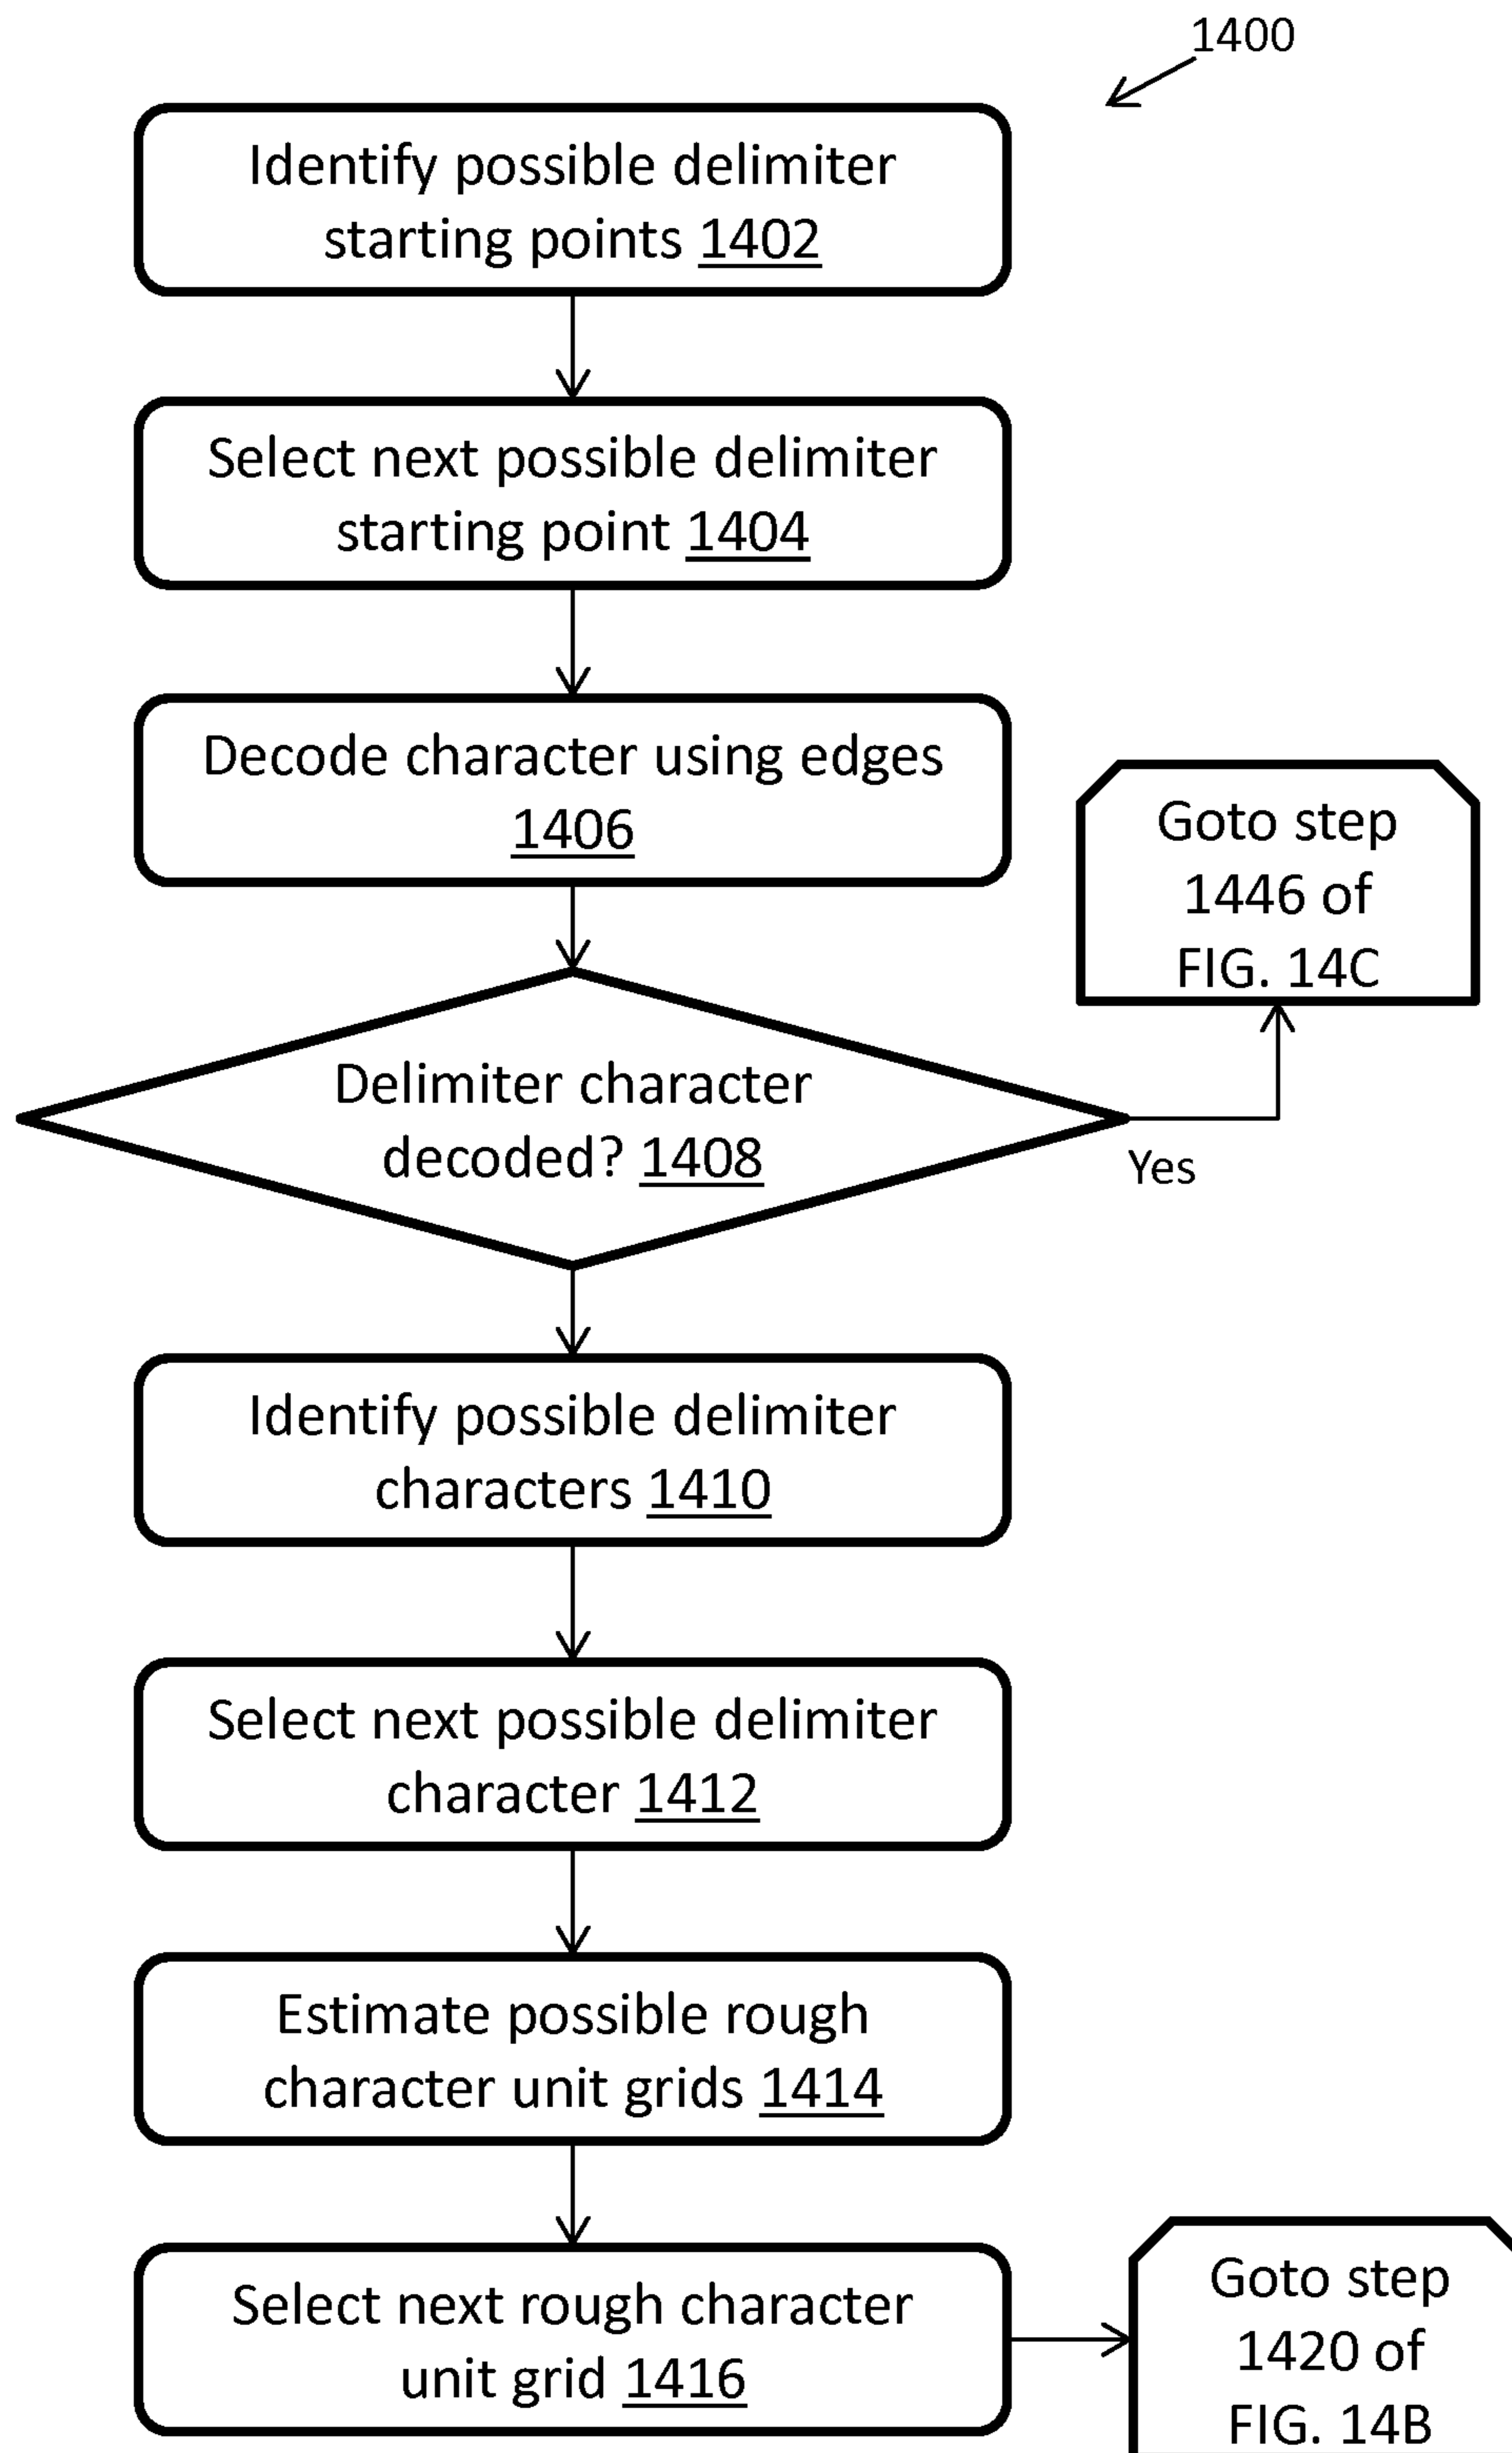 1400
Identify possible delimiter
starting points 1402
Select next possible delimiter
starting point 1404
Decode character using edges
1406
Goto step
1446 of
FIG. 14C
Delimiter character
decoded? 1408
Yes
Identify possible delimiter
characters 1410
Select next possible delimiter
character 1412
Estimate possible rough
character unit grids 1414
Select next rough character
unit grid 1416
Goto step
1420 of
FIG. 14B